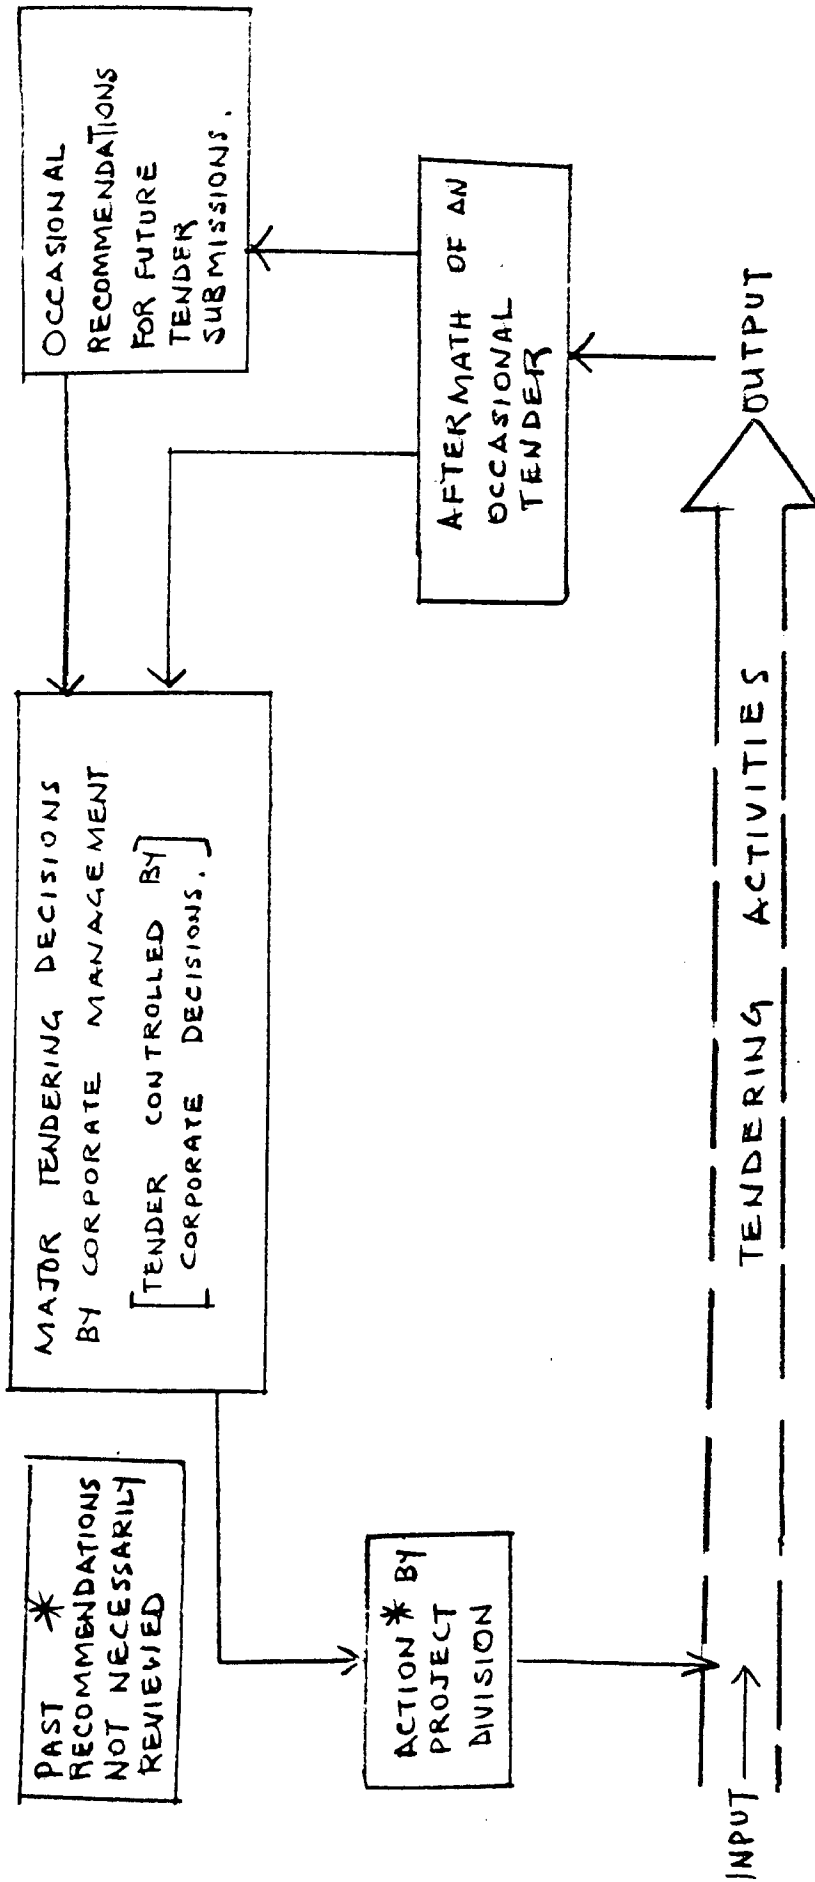 PAST *
RECOMMENDATIONS
NOT NECESSARILY
REVIEWED
MAJOR TENDERING DECISIONS
BY CORPORATE MANAGEMENT
[TENDER CONTROLLED BY
CORPORATE DECISIONS.]
OCCASIONAL
RECOMMENDATIONS
FOR FUTURE
TENDER
SUBMISSIONS.
ACTION * BY
PROJECT
DIVISION
AFTERMATH OF AN
OCCASIONAL
TENDER
INPUT
TENDERING ACTIVITIES
OUTPUT